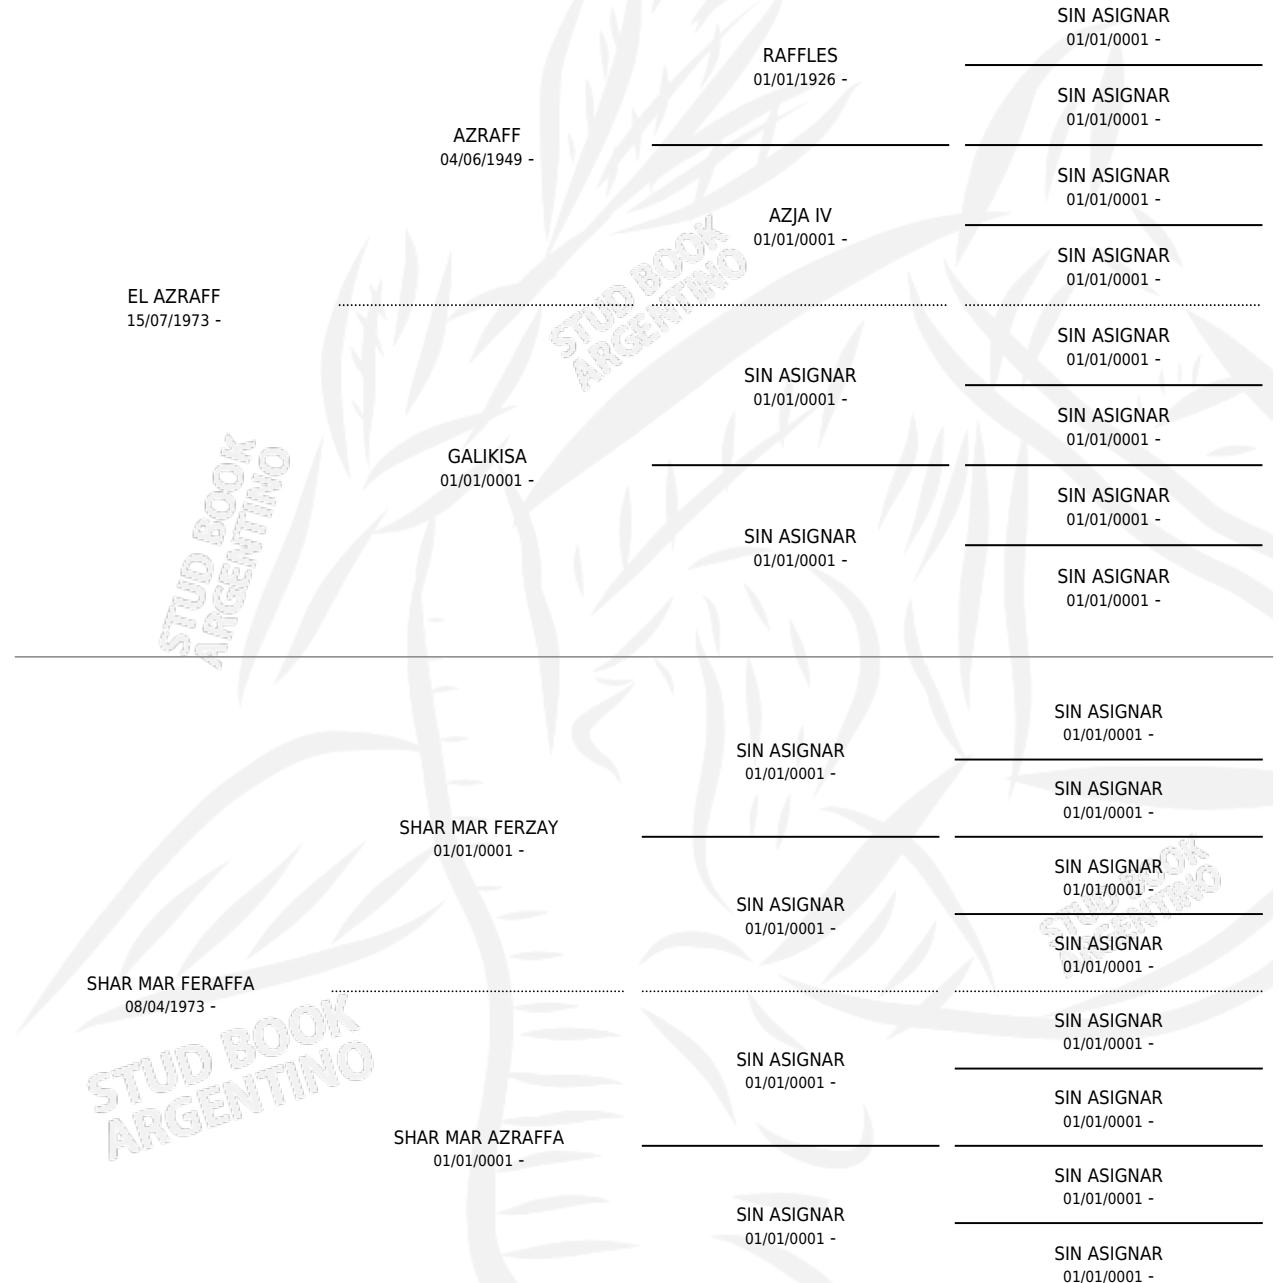 SIN ASIGNAR
01/01/0001 -
RAFFLES
01/01/1926 -
SIN ASIGNAR
01/01/0001 -
AZRAFF
04/06/1949 -
SIN ASIGNAR
01/01/0001 -
AZJA IV
01/01/0001 -
SIN ASIGNAR
01/01/0001 -
EL AZRAFF
15/07/1973 -
STUD BOOK
ARGENTINO
SIN ASIGNAR
01/01/0001 -
SIN ASIGNAR
01/01/0001 -
SIN ASIGNAR
01/01/0001 -
GALIKISA
01/01/0001 -
SIN ASIGNAR
01/01/0001 -
SIN ASIGNAR
01/01/0001 -
SIN ASIGNAR
01/01/0001 -
STUD BOOK
ARGENTINO
SIN ASIGNAR
01/01/0001 -
SIN ASIGNAR
01/01/0001 -
SIN ASIGNAR
01/01/0001 -
SHAR MAR FERZAY
01/01/0001 -
SIN ASIGNAR
01/01/0001 -
SIN ASIGNAR
01/01/0001 -
SIN ASIGNAR
01/01/0001 -
STUD BOOK
ARGENTINO
SHAR MAR FERAFFA
08/04/1973 -
STUD BOOK
ARGENTINO
SIN ASIGNAR
01/01/0001 -
SIN ASIGNAR
01/01/0001 -
SIN ASIGNAR
01/01/0001 -
SHAR MAR AZRAFFA
01/01/0001 -
SIN ASIGNAR
01/01/0001 -
SIN ASIGNAR
01/01/0001 -
SIN ASIGNAR
01/01/0001 -